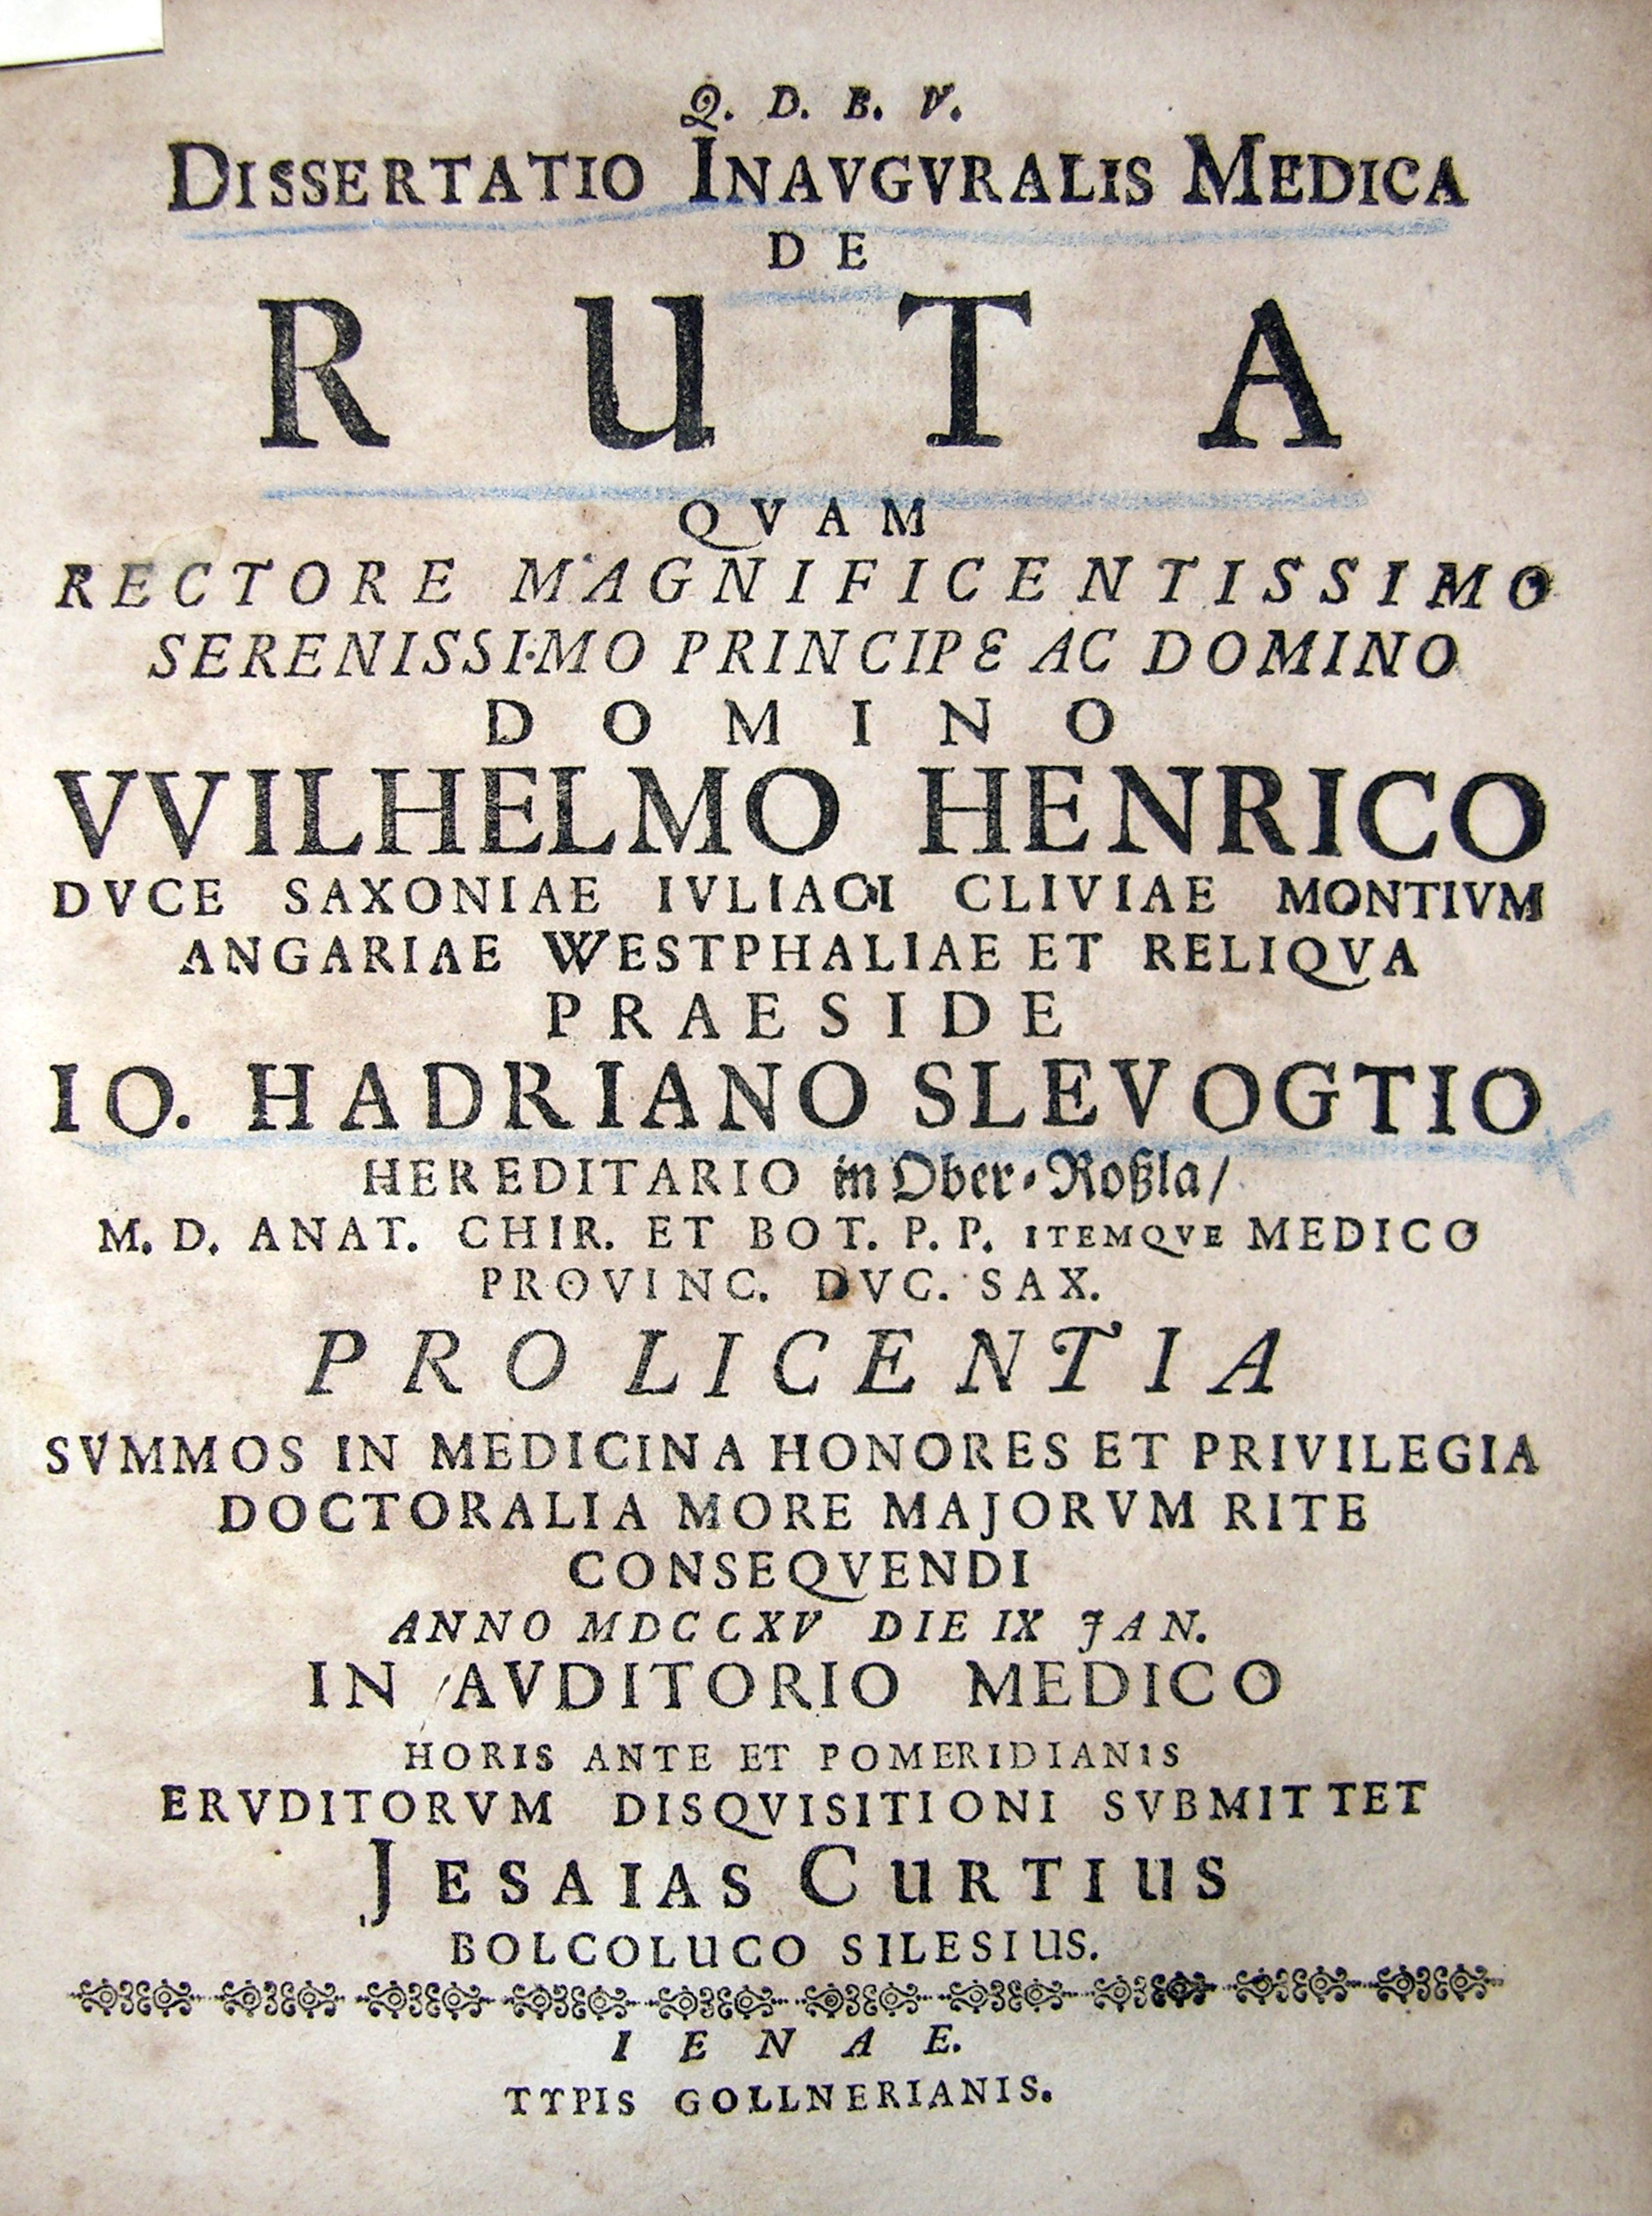 Q. D. B. V.
DISSERTATIO INAVGVRALIS MEDICA
DE
RUTA
QVAM
RECTORE MAGNIFICENTISSIMO
SERENISSIMO PRINCIPE AC DOMINO
DOMINO
VVILHELMO HENRICO
DVCE SAXONIAE IVLIACI CLIVIAE MONTIVM
ANGARIAE WESTPHALIAE ET RELIQVA
PRAESIDE
IO. HADRIANO SLEVOGTIO
HEREDITARIO in Ober-Roßla/
M. D. ANAT. CHIR. ET BOT. P. P. ITEMQVE MEDICO
PROVINC. DVC. SAX.
PRO LICENTIA
SVMMOS IN MEDICINA HONORES ET PRIVILEGIA
DOCTORALIA MORE MAJORVM RITE
CONSEQVENDI
ANNO MDCCXV DIE IX JAN.
IN AVDITORIO MEDICO
HORIS ANTE ET POMERIDIANIS
ERVDITORVM DISQVISITIONI SVBMITTET
JESAIAS CURTIUS
BOLCOLUCO SILESIUS.
IENAE.
TYPIS GOLLNERIANIS.